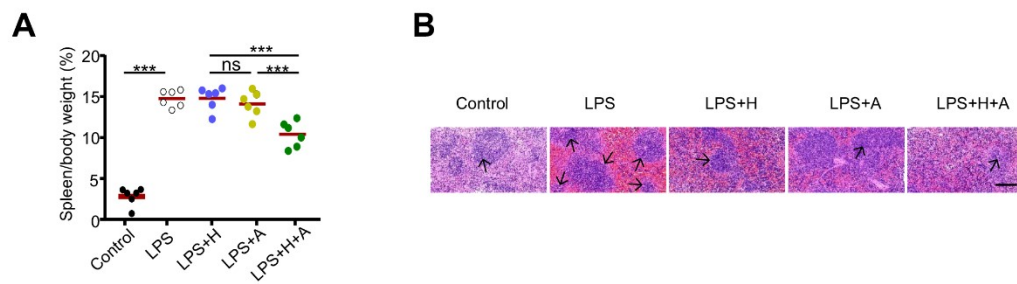 A
Spleen/body weight (%)
20
15
10
5
0
***
***
ns
***
Control
LPS
LPS+H
LPS+A
LPS+H+A
B
Control
LPS
LPS+H
LPS+A
LPS+H+A